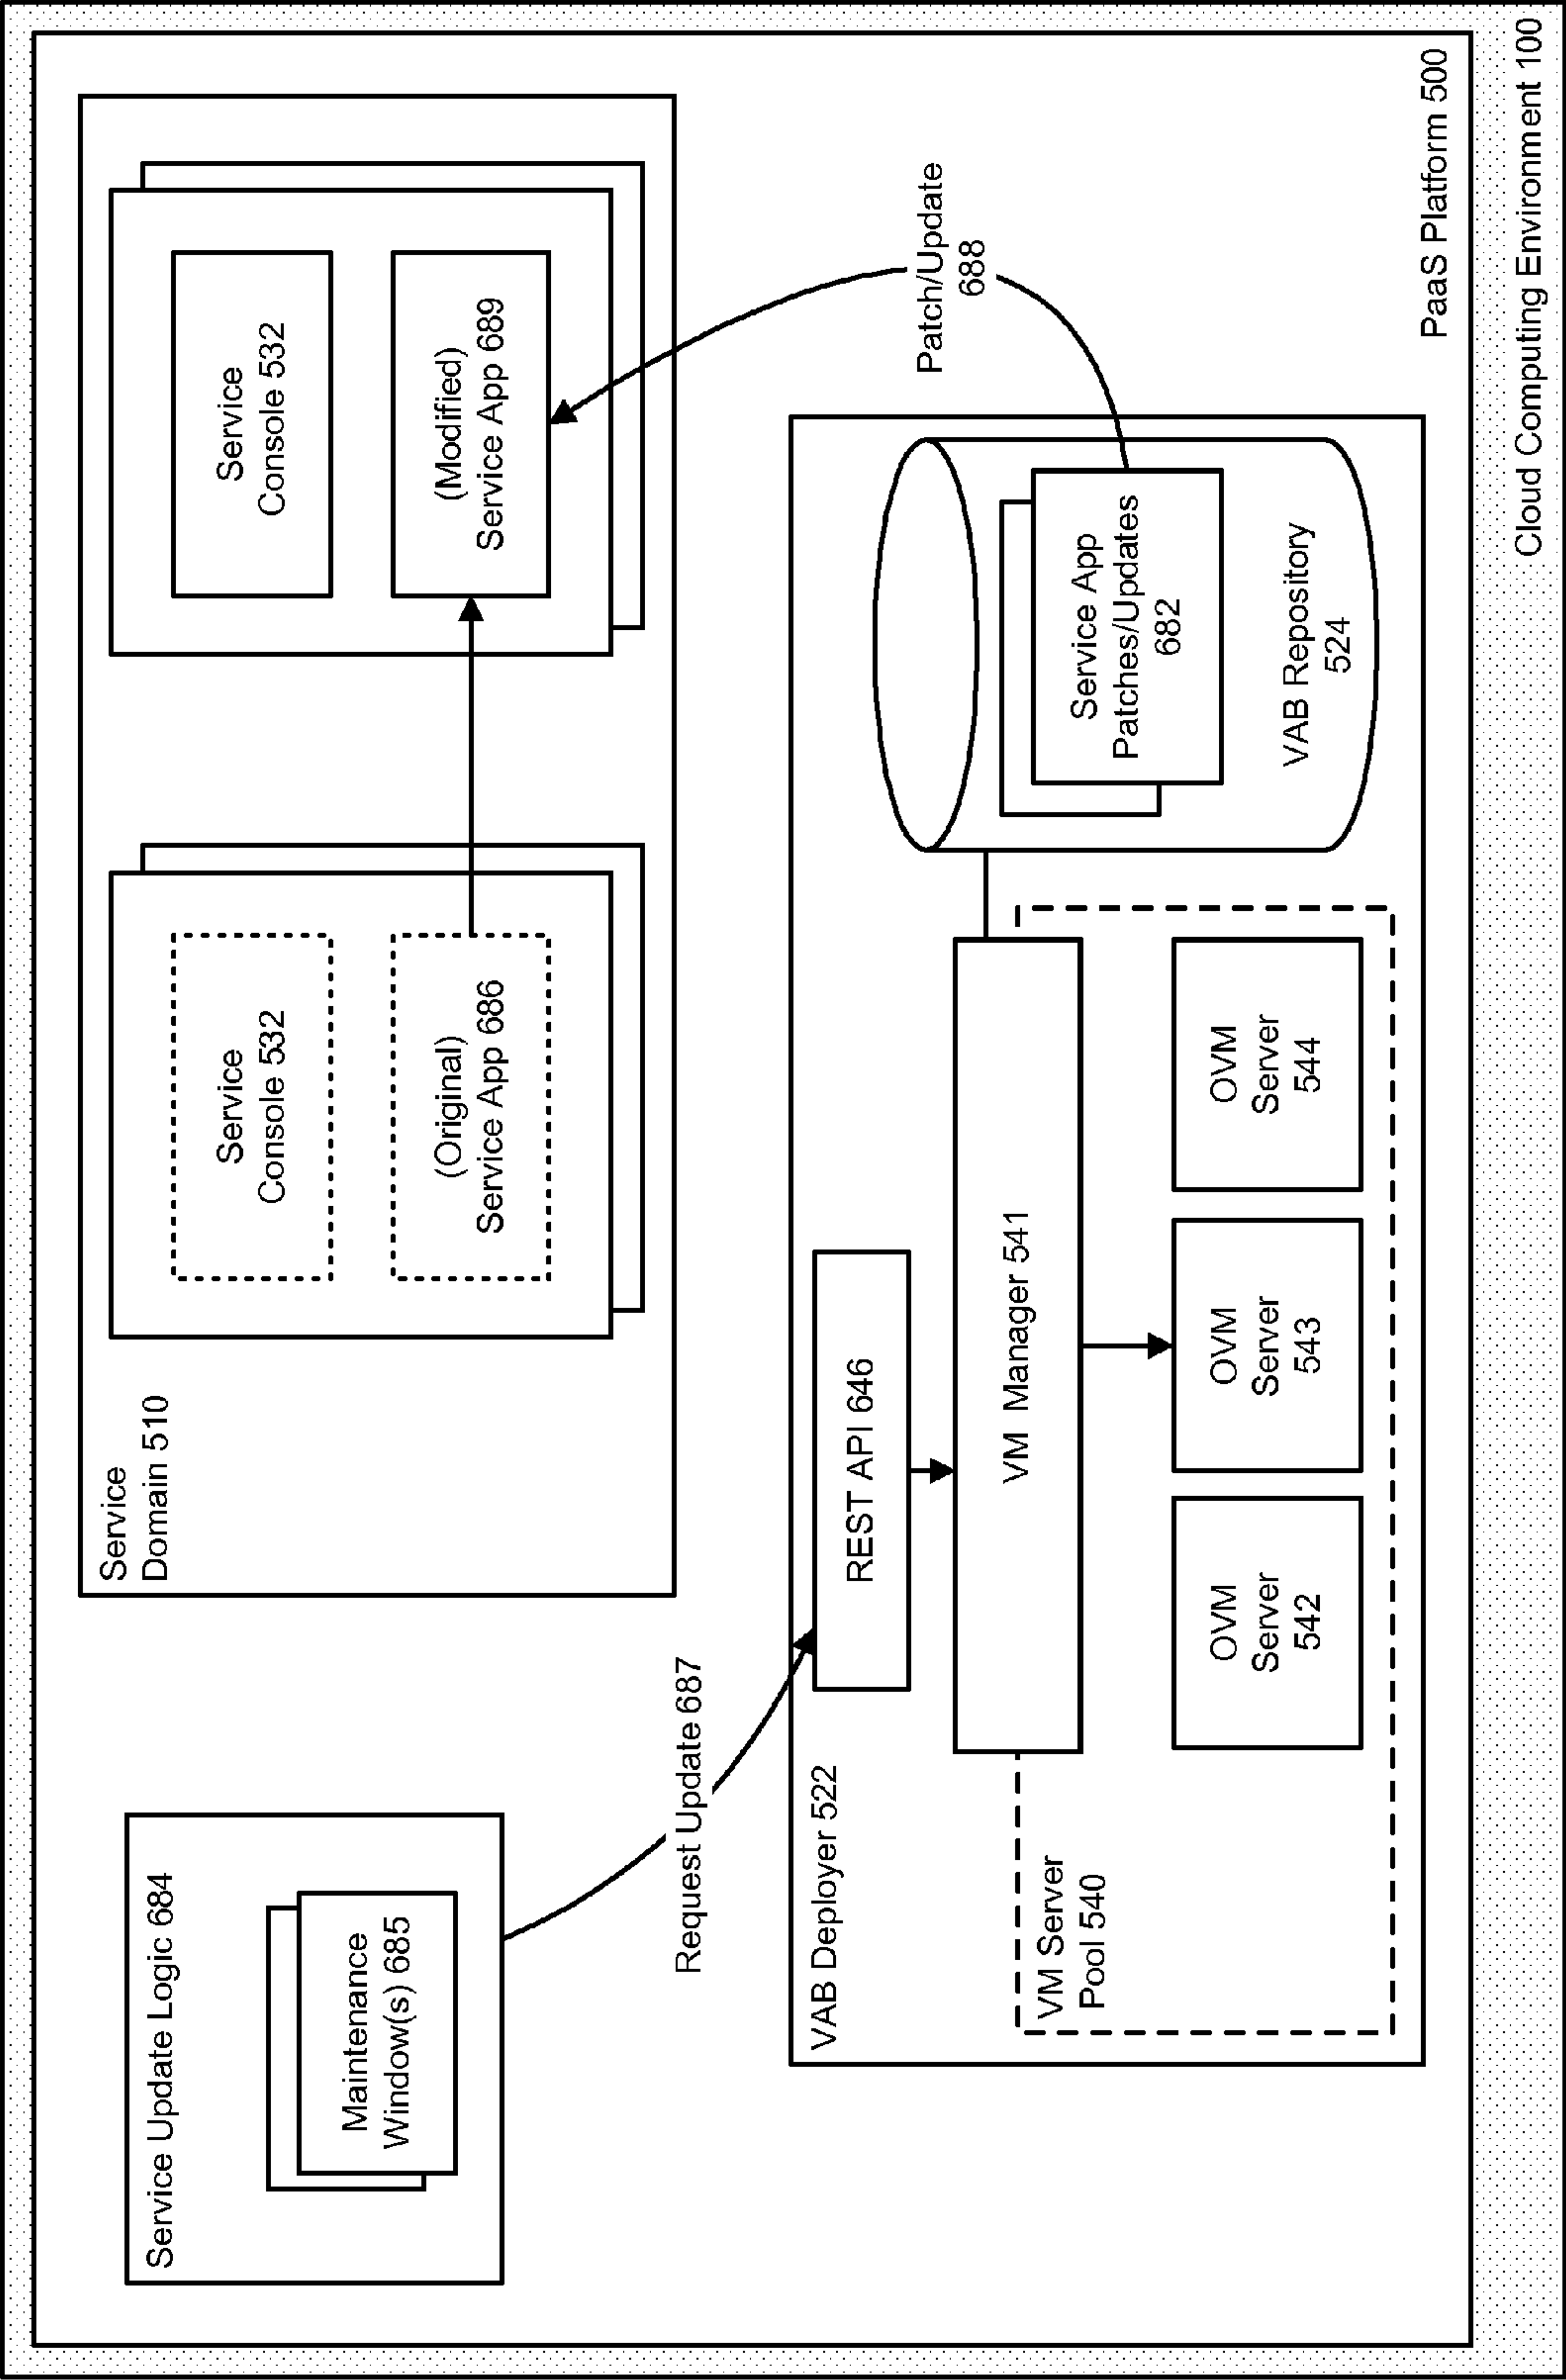 Service Update Logic 684
Maintenance
Window(s) 685
Service
Domain 510
Service
Console 532
(Original)
Service App 686
Service
Console 532
(Modified)
Service App 689
Request Update 687
Patch/Update
688
VAB Deployer 522
REST API 646
VM Manager 541
VM Server
Pool 540
OVM
Server
542
OVM
Server
543
OVM
Server
544
Service App
Patches/Updates
682
VAB Repository
524
PaaS Platform 500
Cloud Computing Environment 100